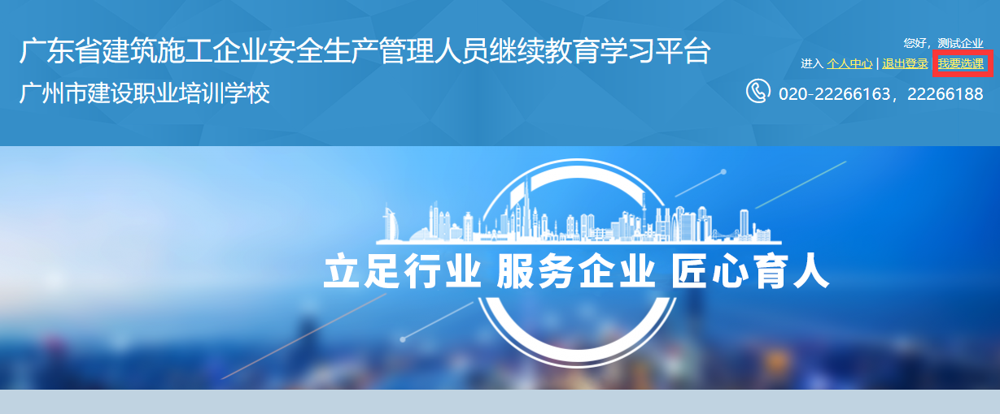 广东省建筑施工企业安全生产管理人员继续教育学习平台
广州市建设职业培训学校
您好，测试企业
进入 个人中心 | 退出登录 | 我要选课
020-22266163，22266188
立足行业 服务企业 匠心育人